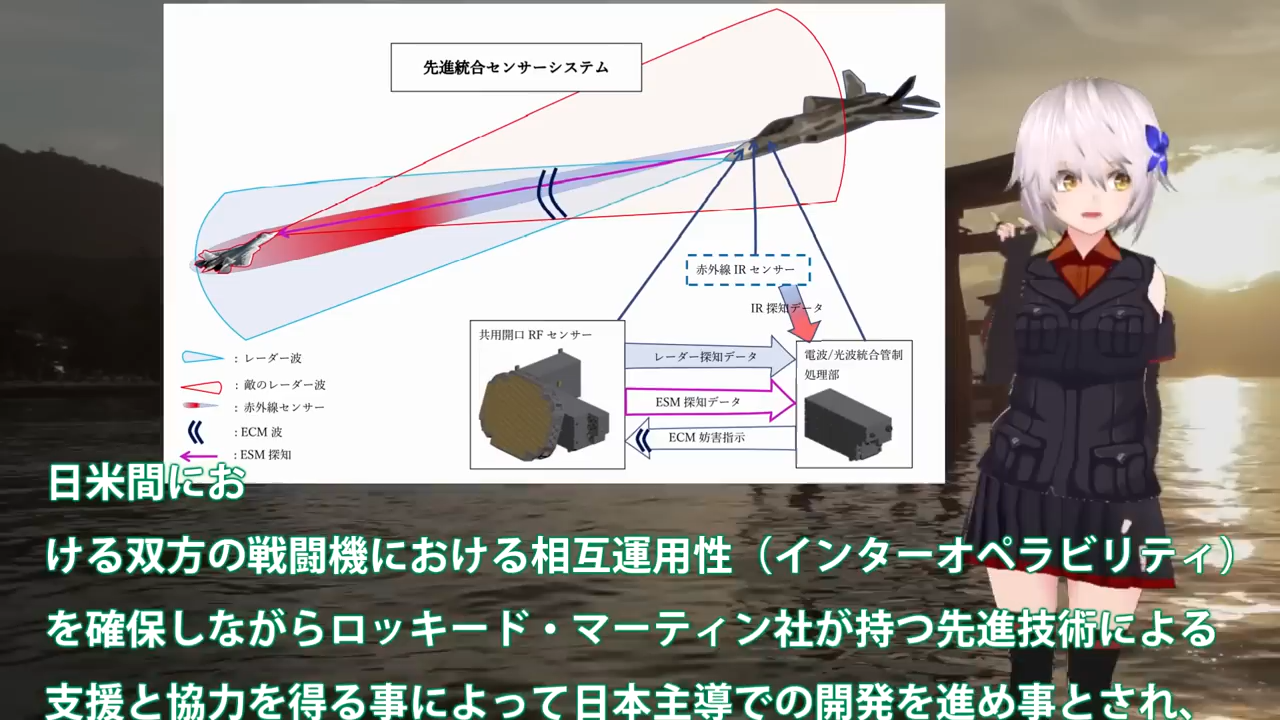 先進統合センサーシステム
赤外線 IR センサー
IR 探知データ
共用開口 RF センサー
レーダー探知データ
ESM 探知データ
ECM 妨害指示
電波/光波統合管制
処理部
：レーダー波
：敵のレーダー波
：赤外線センサー
：ECM 波
：ESM 探知
日米間にお
ける双方の戦闘機における相互運用性（インターオペラビリティ）
を確保しながらロッキード・マーティン社が持つ先進技術による
支援と協力を得る事によって日本主導での開発を進め事とされ、